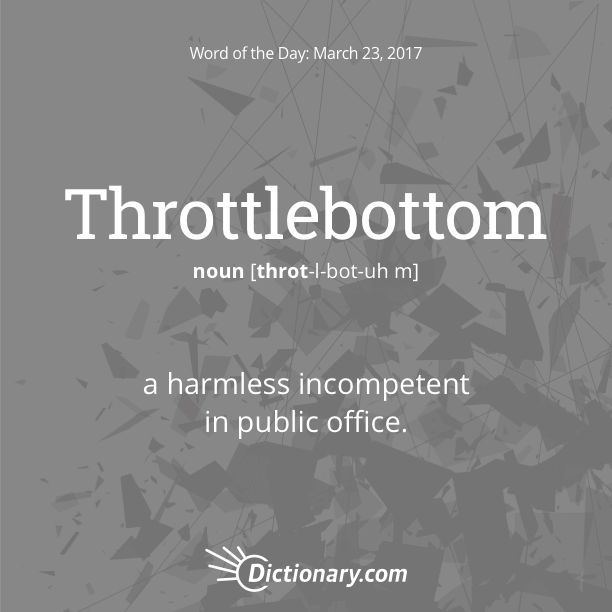 Word of the Day: March 23, 2017
Throttlebottom
noun [throt-l-bot-uh m]
a harmless incompetent
in public office.
Dictionary.com